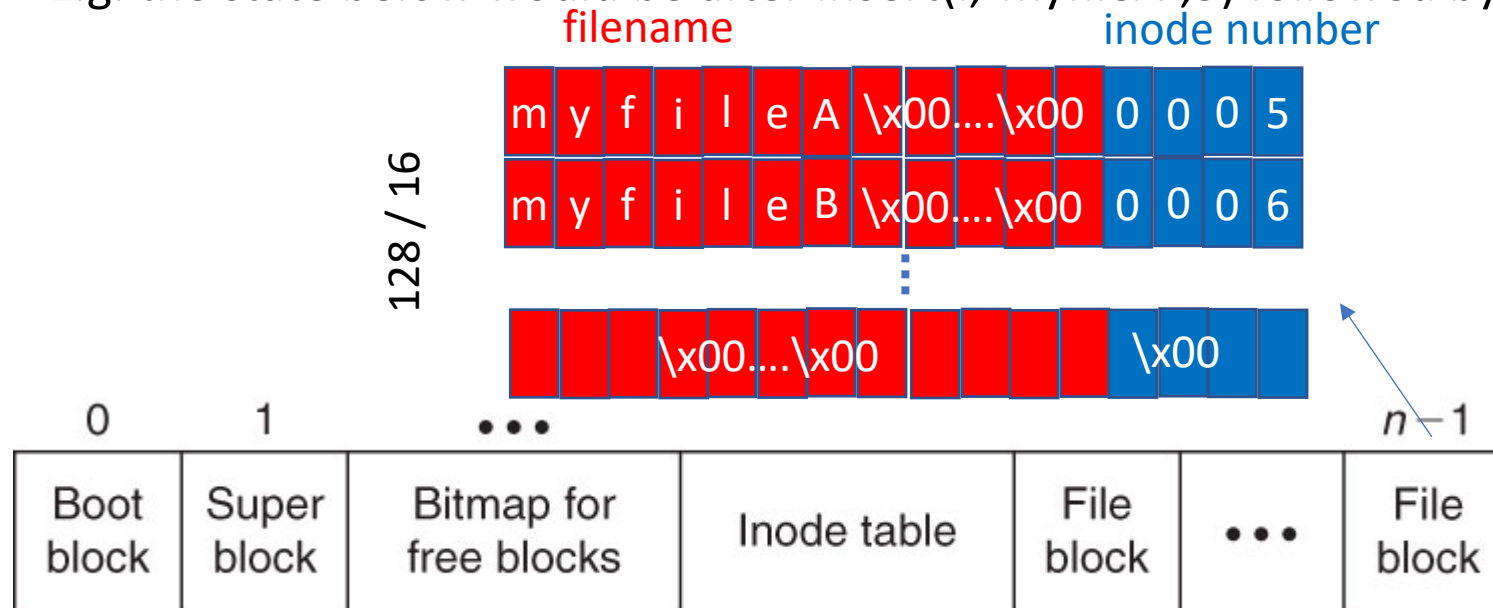 filename inode number
m y f i l e A \x00....\x00 0 0 0 5
128 / 16
m y f i l e B \x00....\x00 0 0 0 6
\x00....\x00 \x00
0 1 ••• n–1
Boot block Super block Bitmap for free blocks Inode table File block ••• File block